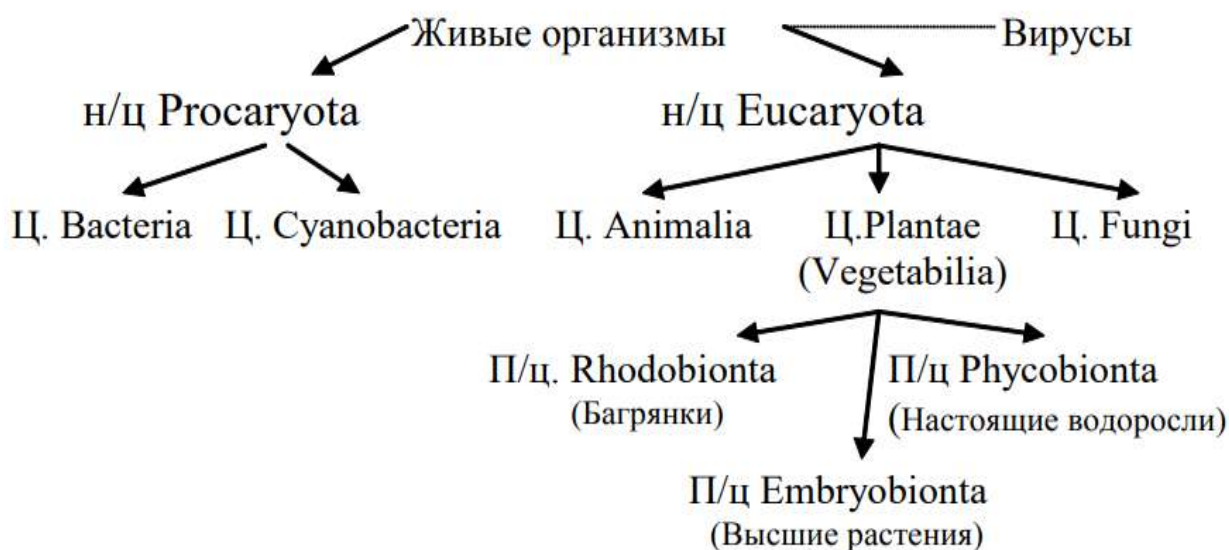 Живые организмы Вирусы
н/ц Procaryota н/ц Eucaryota
Ц. Bacteria Ц. Cyanobacteria Ц. Animalia Ц.Plantae Ц. Fungi
(Vegetabilia)
П/ц. Rhodobionta П/ц Phycobionta
(Багрянки) (Настоящие водоросли)
П/ц Embryobionta
(Высшие растения)